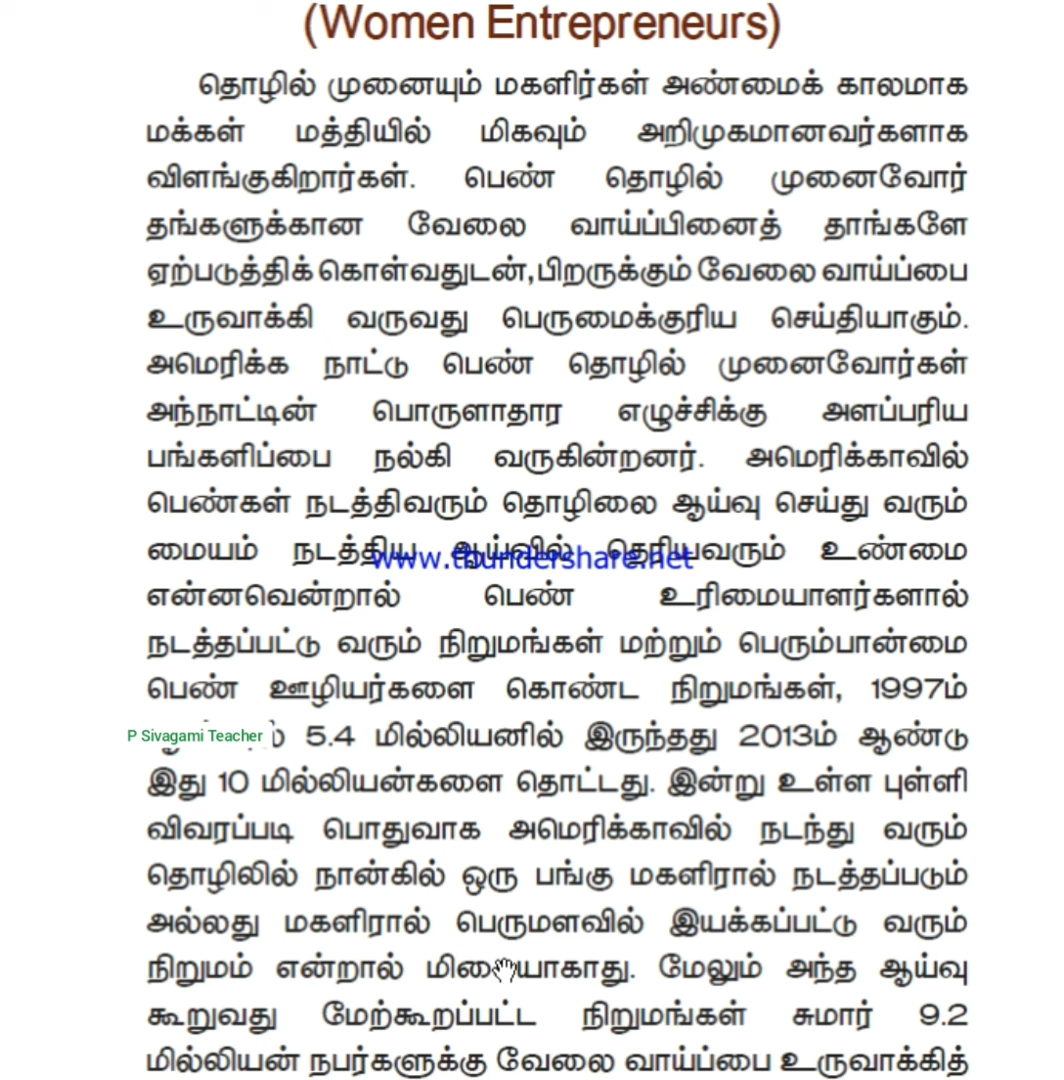 (Women Entrepreneurs)
தொழில் முனையும் மகளிர்கள் அண்மைக் காலமாக
மக்கள் மத்தியில் மிகவும் அறிமுகமானவர்களாக
விளங்குகிறார்கள். பெண் தொழில் முனைவோர்
தங்களுக்கான வேலை வாய்ப்பினைத் தாங்களே
ஏற்படுத்திக் கொள்வதுடன்,பிறருக்கும் வேலை வாய்ப்பை
உருவாக்கி வருவது பெருமைக்குரிய செய்தியாகும்.
அமெரிக்க நாட்டு பெண் தொழில் முனைவோர்கள்
அந்நாட்டின் பொருளாதார எழுச்சிக்கு அளப்பரிய
பங்களிப்பை நல்கி வருகின்றனர். அமெரிக்காவில்
பெண்கள் நடத்திவரும் தொழிலை ஆய்வு செய்து வரும்
மையம் நடத்திய ஆய்வில் தெரியவரும் உண்மை
www.thundershare.net
என்னவென்றால் பெண் உரிமையாளர்களால்
நடத்தப்பட்டு வரும் நிறுமங்கள் மற்றும் பெரும்பான்மை
பெண் ஊழியர்களை கொண்ட நிறுமங்கள், 1997ம்
P Sivagami Teacher 5.4 மில்லியனில் இருந்தது 2013ம் ஆண்டு
இது 10 மில்லியன்களை தொட்டது. இன்று உள்ள புள்ளி
விவரப்படி பொதுவாக அமெரிக்காவில் நடந்து வரும்
தொழிலில் நான்கில் ஒரு பங்கு மகளிரால் நடத்தப்படும்
அல்லது மகளிரால் பெருமளவில் இயக்கப்பட்டு வரும்
நிறுமம் என்றால் மிகையாகாது. மேலும் அந்த ஆய்வு
கூறுவது மேற்கூறப்பட்ட நிறுமங்கள் சுமார் 9.2
மில்லியன் நபர்களுக்கு வேலை வாய்ப்பை உருவாக்கித்